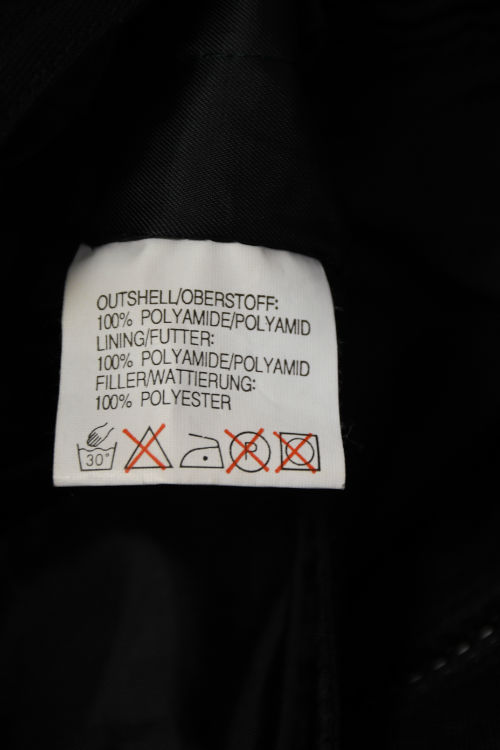 OUTSHELL/OBERSTOFF:
100% POLYAMIDE/POLYAMID
LINING/FUTTER:
100% POLYAMIDE/POLYAMID
FILLER/WATTIERUNG:
100% POLYESTER
30° P